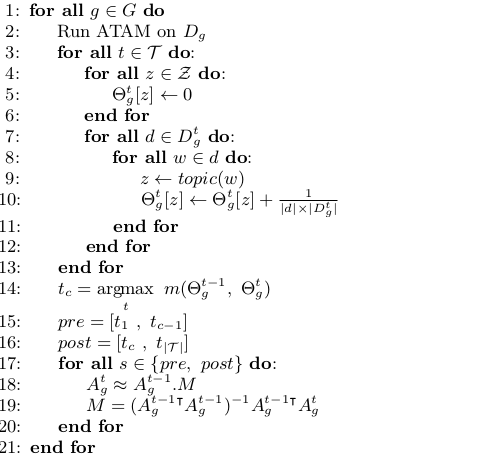 1: for all g ∈ G do
2: Run ATAM on D_g
3: for all t ∈ 𝒯 do:
4: for all z ∈ 𝒵 do:
5: Θ_g^t[z] ← 0
6: end for
7: for all d ∈ D_g^t do:
8: for all w ∈ d do:
9: z ← topic(w)
10: Θ_g^t[z] ← Θ_g^t[z] + 1/(|d|×|D_g^t|)
11: end for
12: end for
13: end for
14: t_c = argmax_t m(Θ_g^{t−1}, Θ_g^t)
15: pre = [t_1 , t_{c−1}]
16: post = [t_c , t_{|𝒯|}]
17: for all s ∈ {pre, post} do:
18: A_g^t ≈ A_g^{t−1}.M
19: M = (A_g^{t−1⊺} A_g^{t−1})^{−1} A_g^{t−1⊺} A_g^t
20: end for
21: end for